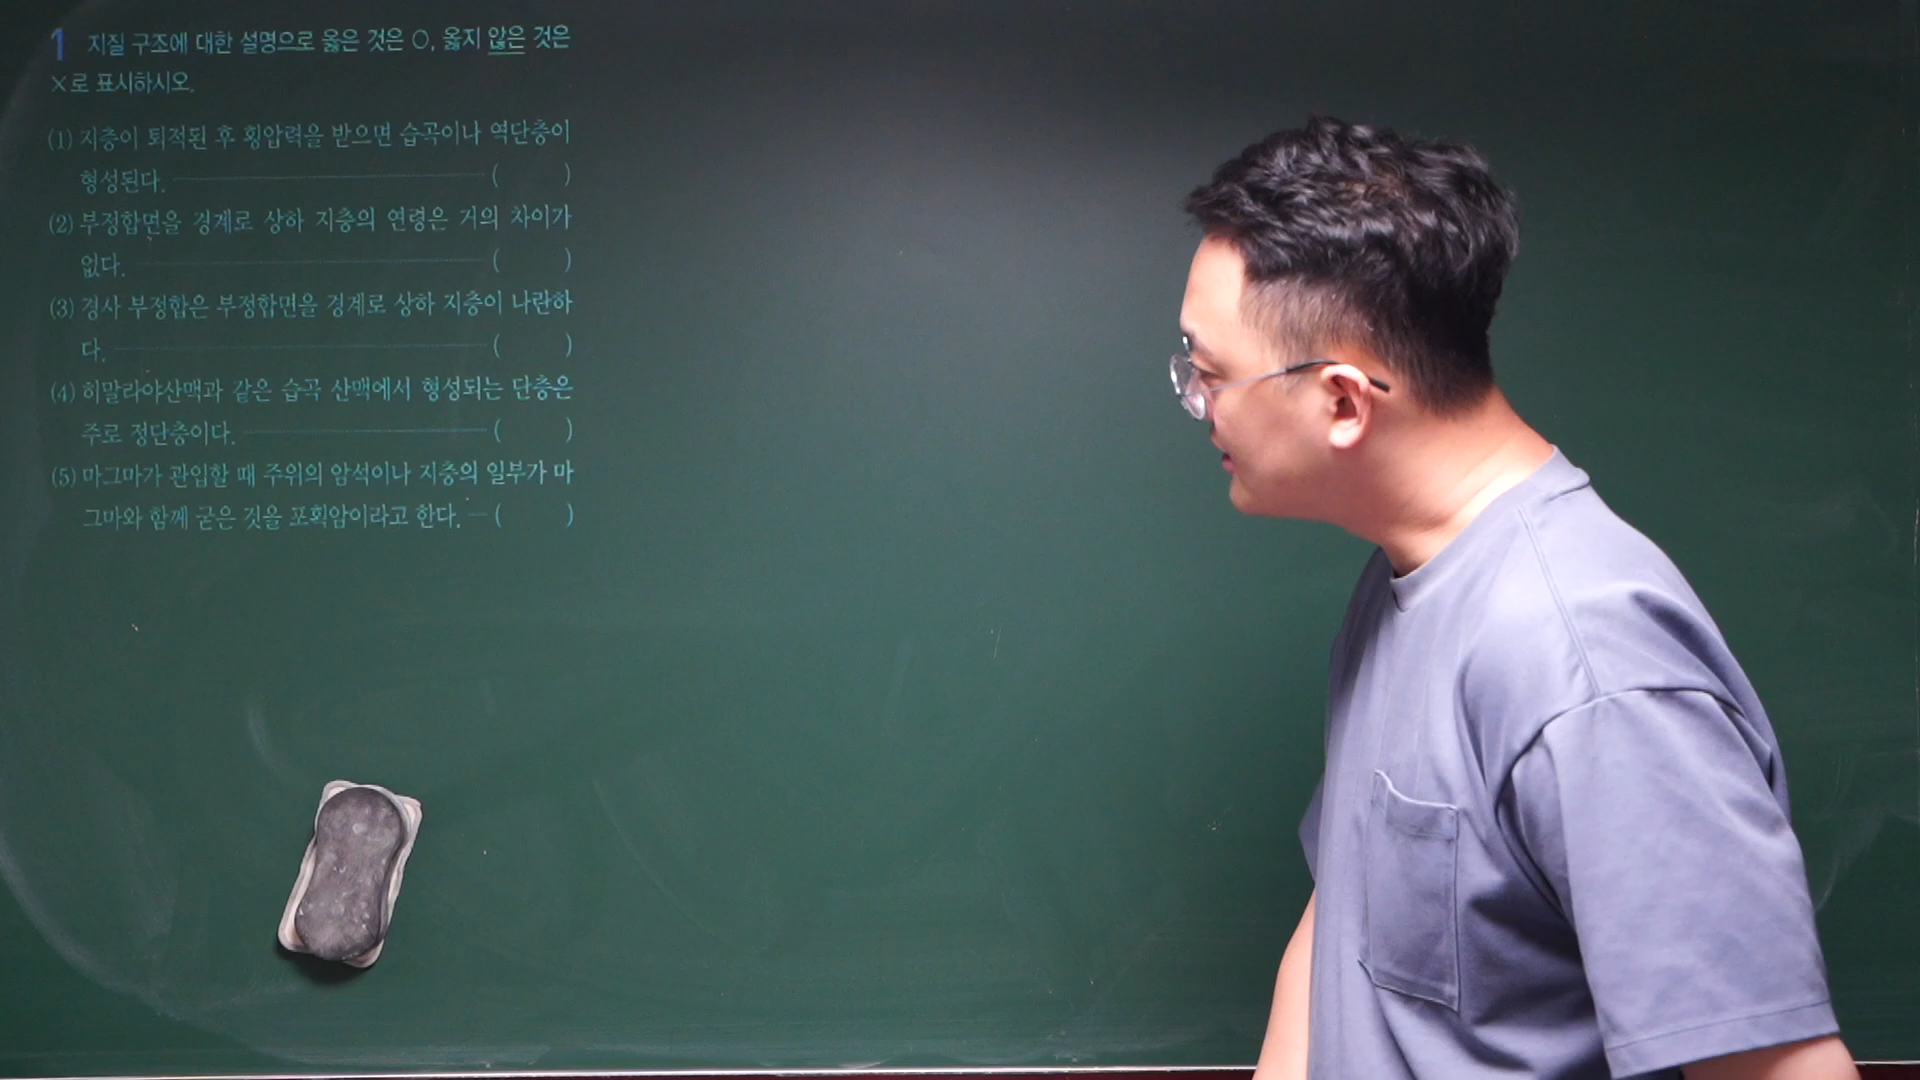 1 지질 구조에 대한 설명으로 옳은 것은 ○, 옳지 않은 것은
×로 표시하시오.
(1) 지층이 퇴적된 후 횡압력을 받으면 습곡이나 역단층이
형성된다. ( )
(2) 부정합면을 경계로 상하 지층의 연령은 거의 차이가
없다. ( )
(3) 경사 부정합은 부정합면을 경계로 상하 지층이 나란하
다. ( )
(4) 히말라야산맥과 같은 습곡 산맥에서 형성되는 단층은
주로 정단층이다. ( )
(5) 마그마가 관입할 때 주위의 암석이나 지층의 일부가 마
그마와 함께 굳은 것을 포획암이라고 한다. ( )